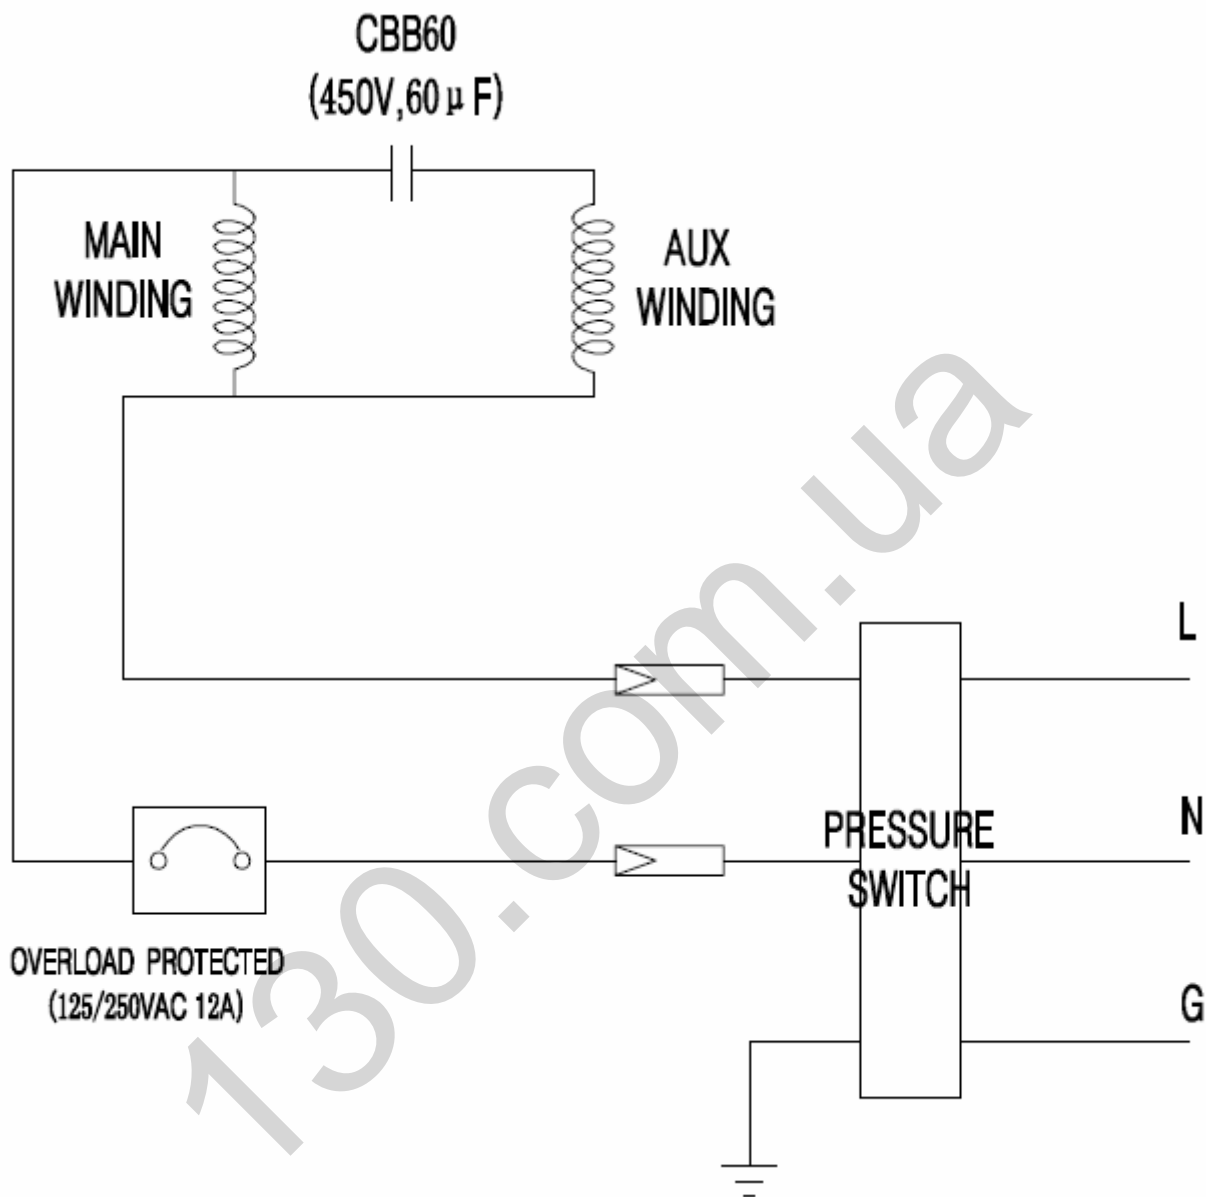 CBB60
(450V,60μF)
MAIN
WINDING
AUX
WINDING
L
N
PRESSURE
SWITCH
OVERLOAD PROTECTED
(125/250VAC 12A)
G
130.com.ua